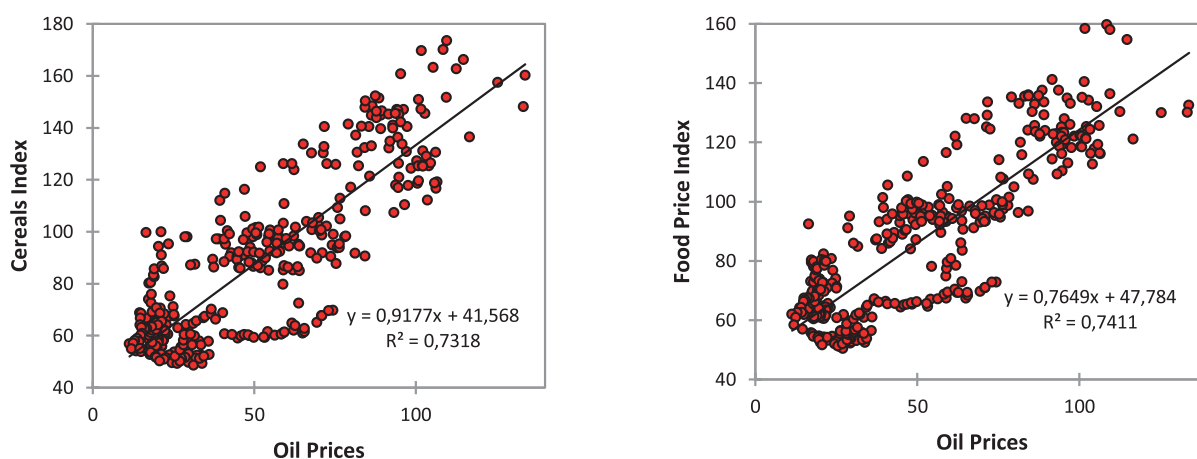 180
160
140
120
100
80
60
40
Cereals Index
y = 0,9177x + 41,568
R² = 0,7318
0
50
100
Oil Prices
160
140
120
100
80
60
40
Food Price Index
y = 0,7649x + 47,784
R² = 0,7411
0
50
100
Oil Prices